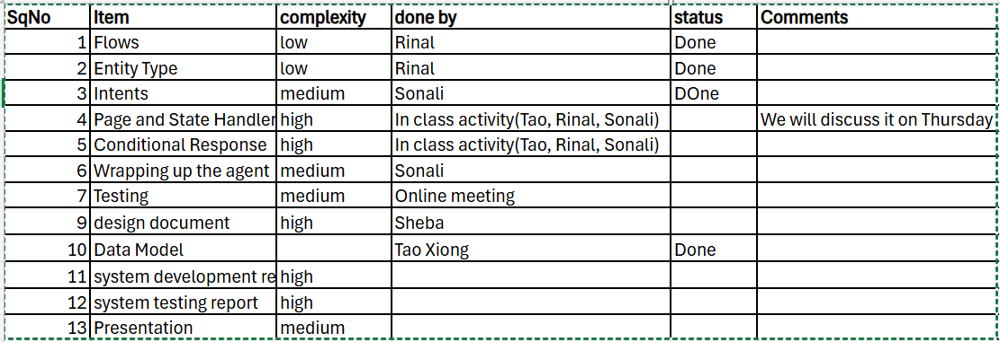 SqNo Item complexity done by status Comments
1 Flows low Rinal Done
2 Entity Type low Rinal Done
3 Intents medium Sonali DOne
4 Page and State Handler high In class activity(Tao, Rinal, Sonali) We will discuss it on Thursday
5 Conditional Response high In class activity(Tao, Rinal, Sonali)
6 Wrapping up the agent medium Sonali
7 Testing medium Online meeting
9 design document high Sheba
10 Data Model Tao Xiong Done
11 system development re high
12 system testing report high
13 Presentation medium